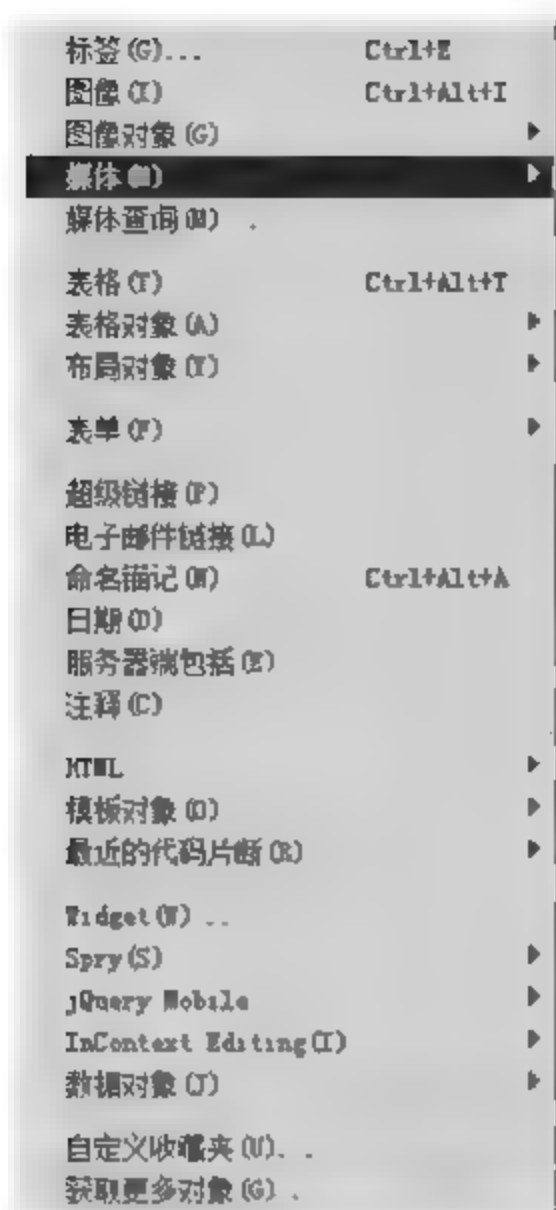 标签(G)... Ctrl+E
图像(I) Ctrl+Alt+I
图像对象(G)
媒体(M)
媒体查询(M) .
表格(T) Ctrl+Alt+T
表格对象(A)
布局对象(Y)
表单(F)
超级链接(P)
电子邮件链接(L)
命名锚记(N) Ctrl+Alt+A
日期(D)
服务器端包括(E)
注释(C)
HTML
模板对象(O)
最近的代码片断(R)
Widget(W) ..
Spry(S)
jQuery Mobile
InContext Editing(I)
数据对象(J)
自定义收藏夹(U)...
获取更多对象(G) .